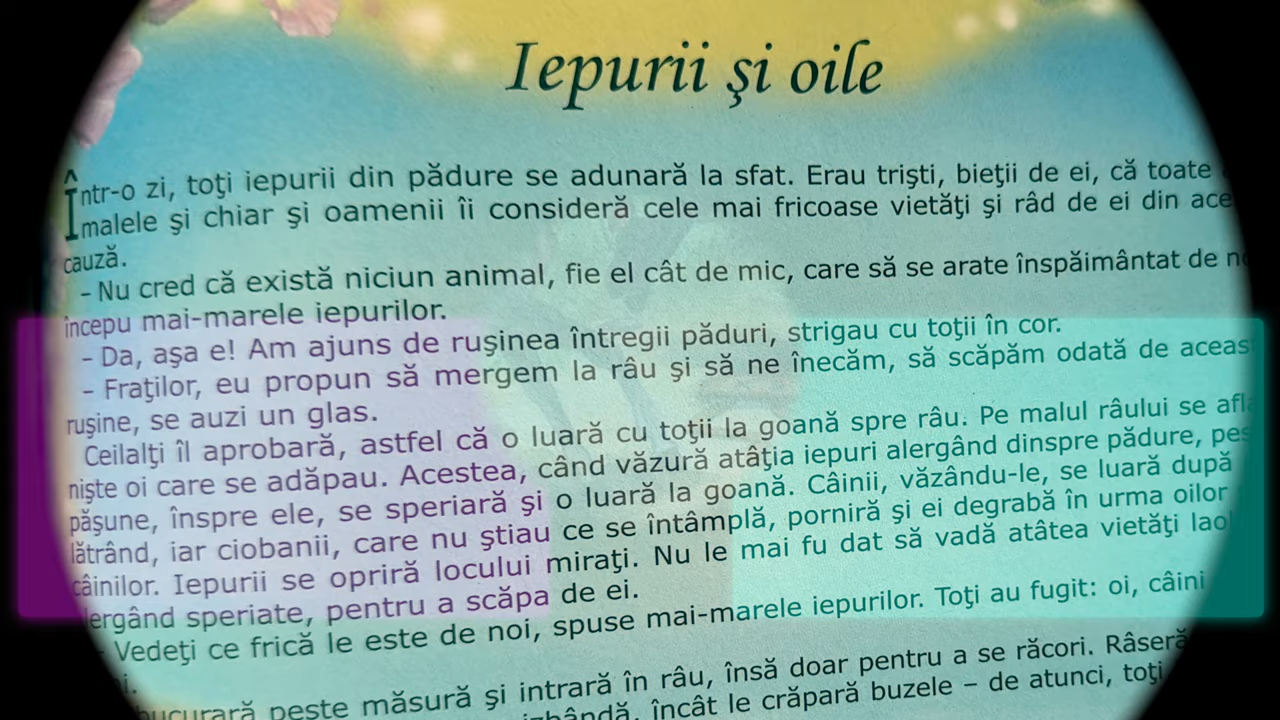 Iepurii şi oile
Într-o zi, toţi iepurii din pădure se adunară la sfat. Erau trişti, bieţii de ei, că toate
malele şi chiar şi oamenii îi consideră cele mai fricoase vietăţi şi râd de ei din ace
cauză.
– Nu cred că există niciun animal, fie el cât de mic, care să se arate înspăimântat de
începu mai-marele iepurilor.
– Da, aşa e! Am ajuns de ruşinea întregii păduri, strigau cu toţii în cor.
– Fraţilor, eu propun să mergem la râu şi să ne înecăm, să scăpăm odată de aceas
ruşine, se auzi un glas.
Ceilalţi îl aprobară, astfel că o luară cu toţii la goană spre râu. Pe malul râului se afla
nişte oi care se adăpau. Acestea, când văzură atâţia iepuri alergând dinspre pădure, pes
păşune, înspre ele, se speriară şi o luară la goană. Câinii, văzându-le, se luară după
lătrând, iar ciobanii, care nu ştiau ce se întâmplă, porniră şi ei degrabă în urma oilor
câinilor. Iepurii se opriră locului miraţi. Nu le mai fu dat să vadă atâtea vietăţi laol
lergând speriate, pentru a scăpa de ei.
– Vedeţi ce frică le este de noi, spuse mai-marele iepurilor. Toţi au fugit: oi, câini
bucurară peste măsură şi intrară în râu, însă doar pentru a se răcori. Râseră
izbândă, încât le crăpară buzele – de atunci, toţi